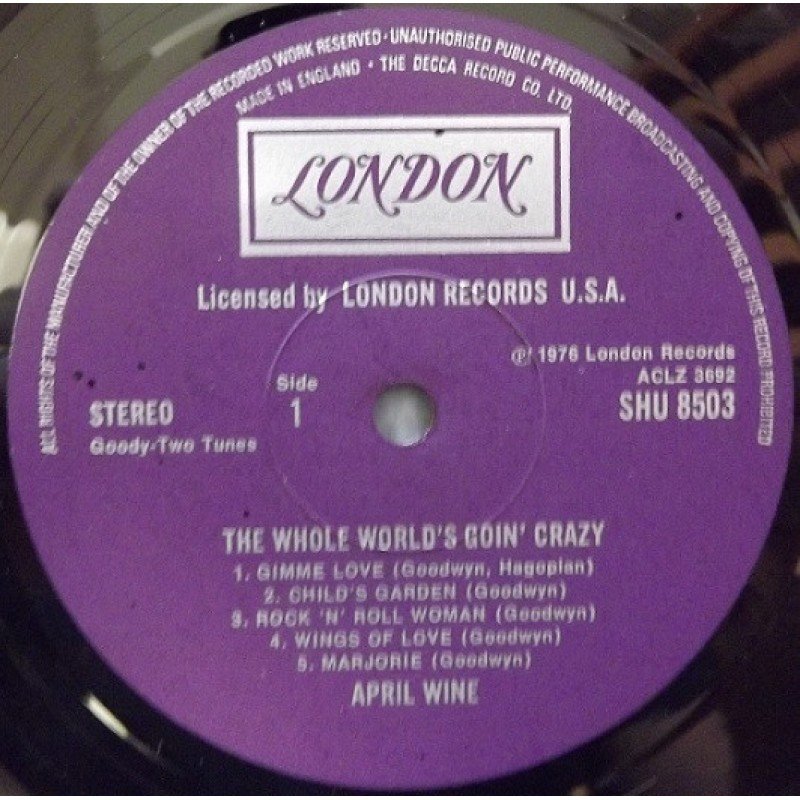 ALL RIGHTS OF THE MANUFACTURER AND OF THE OWNER OF THE RECORDED WORK RESERVED · UNAUTHORISED PUBLIC PERFORMANCE BROADCASTING AND COPYING OF THIS RECORD PROHIBITED
MADE IN ENGLAND · THE DECCA RECORD CO. LTD.
LONDON
Licensed by LONDON RECORDS U.S.A.
℗ 1976 London Records
ACLZ 3692
Side
STEREO 1 SHU 8503
Goody-Two Tunes
THE WHOLE WORLD'S GOIN' CRAZY
1. GIMME LOVE (Goodwyn, Hagopian)
2. CHILD'S GARDEN (Goodwyn)
3. ROCK 'N' ROLL WOMAN (Goodwyn)
4. WINGS OF LOVE (Goodwyn)
5. MARJORIE (Goodwyn)
APRIL WINE